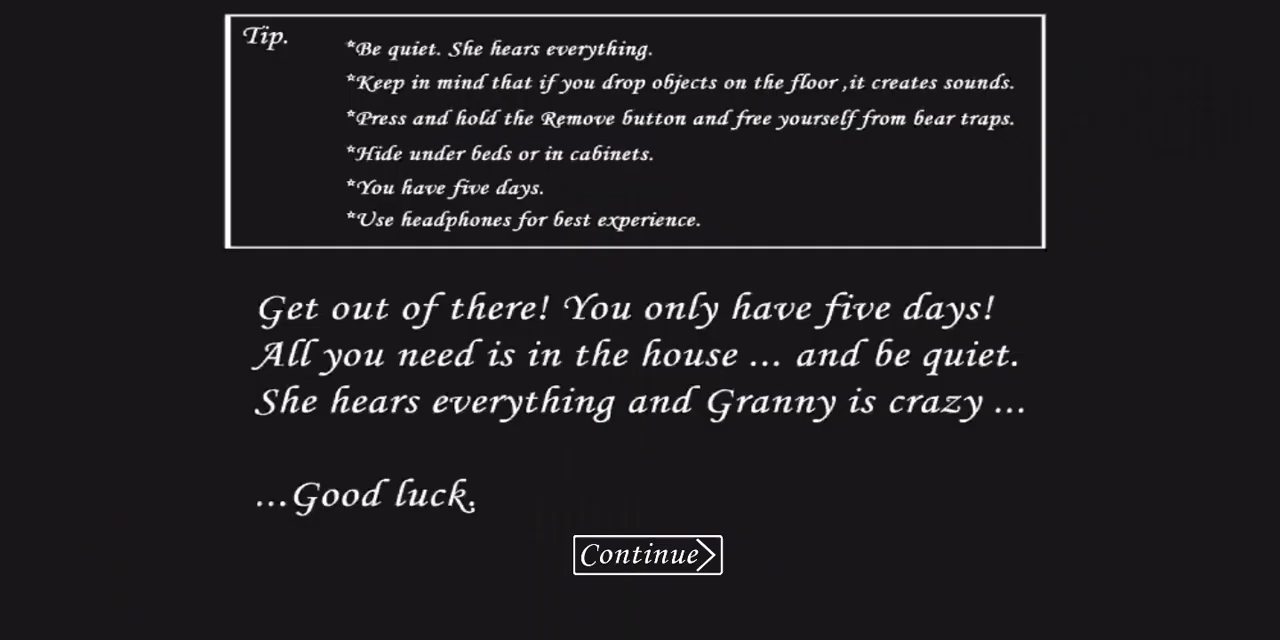 Tip.
*Be quiet. She hears everything.
*Keep in mind that if you drop objects on the floor ,it creates sounds.
*Press and hold the Remove button and free yourself from bear traps.
*Hide under beds or in cabinets.
*You have five days.
*Use headphones for best experience.
Get out of there! You only have five days!
All you need is in the house ... and be quiet.
She hears everything and Granny is crazy ...
...Good luck.
Continue